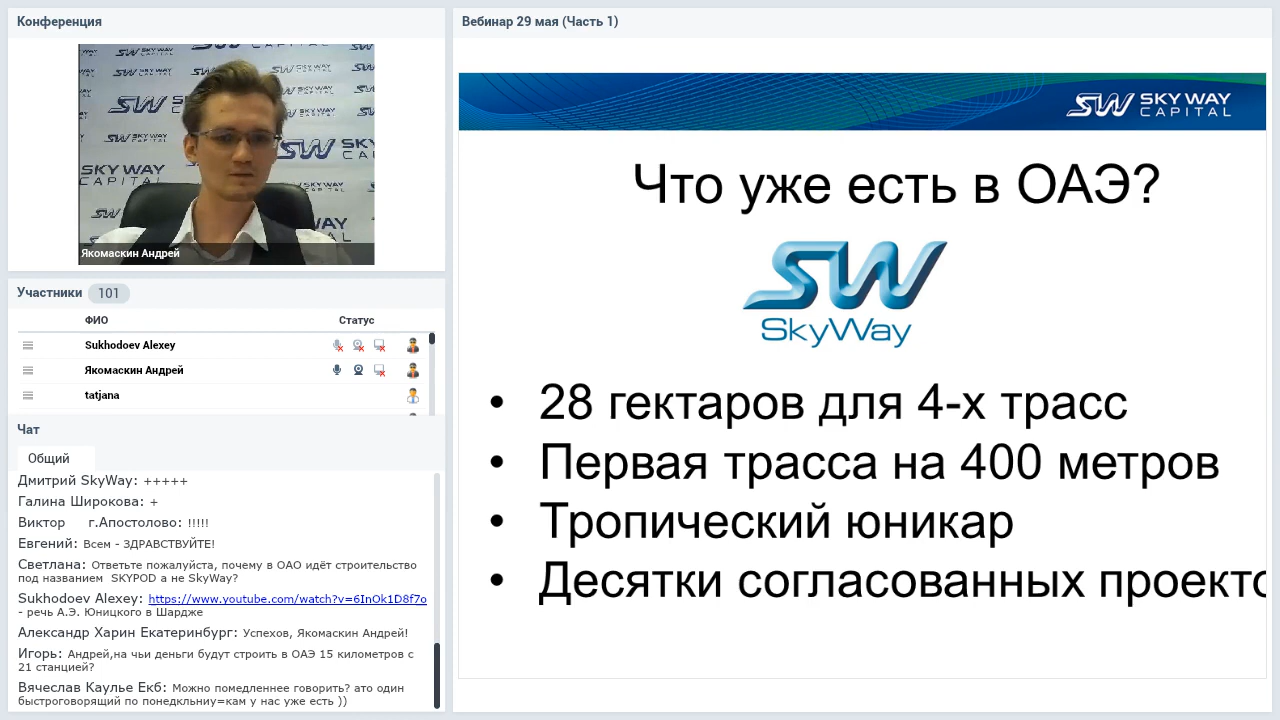 Конференция
SKY WAY
CAPITAL
Якомаскин Андрей
Участники 101
ФИО Статус
Sukhodoev Alexey
Якомаскин Андрей
tatjana
Чат
Общий
Дмитрий SkyWay: +++++
Галина Широкова: +
Виктор г.Апостолово: !!!!!
Евгений: Всем - ЗДРАВСТВУЙТЕ!
Светлана: Ответьте пожалуйста, почему в ОАО идёт строительство
под названием SKYPOD а не SkyWay?
Sukhodoev Alexey: https://www.youtube.com/watch?v=6InOk1D8f7o
- речь А.Э. Юницкого в Шардже
Александр Харин Екатеринбург: Успехов, Якомаскин Андрей!
Игорь: Андрей,на чьи деньги будут строить в ОАЭ 15 километров с
21 станцией?
Вячеслав Каулье Екб: Можно помедленнее говорить? ато один
быстроговорящий по понедкльниу=кам у нас уже есть ))
Вебинар 29 мая (Часть 1)
SW SKY WAY
CAPITAL
Что уже есть в ОАЭ?
SW
SkyWay
• 28 гектаров для 4-х трасс
• Первая трасса на 400 метров
• Тропический юникар
• Десятки согласованных проекто